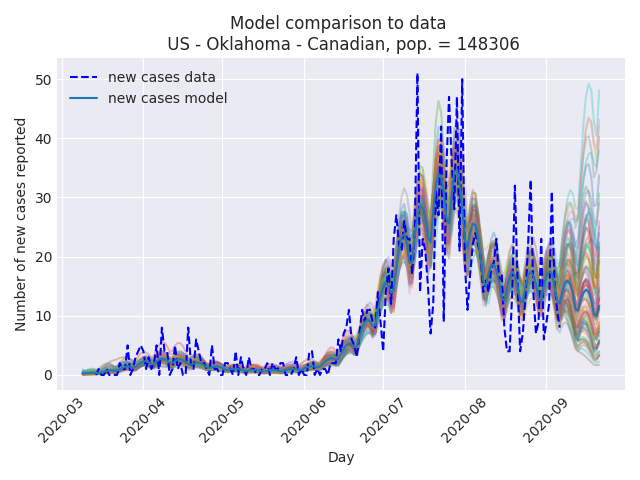 Model comparison to data
US - Oklahoma - Canadian, pop. = 148306
new cases data
new cases model
Number of new cases reported
50
40
30
20
10
0
2020-03
2020-04
2020-05
2020-06
2020-07
2020-08
2020-09
Day